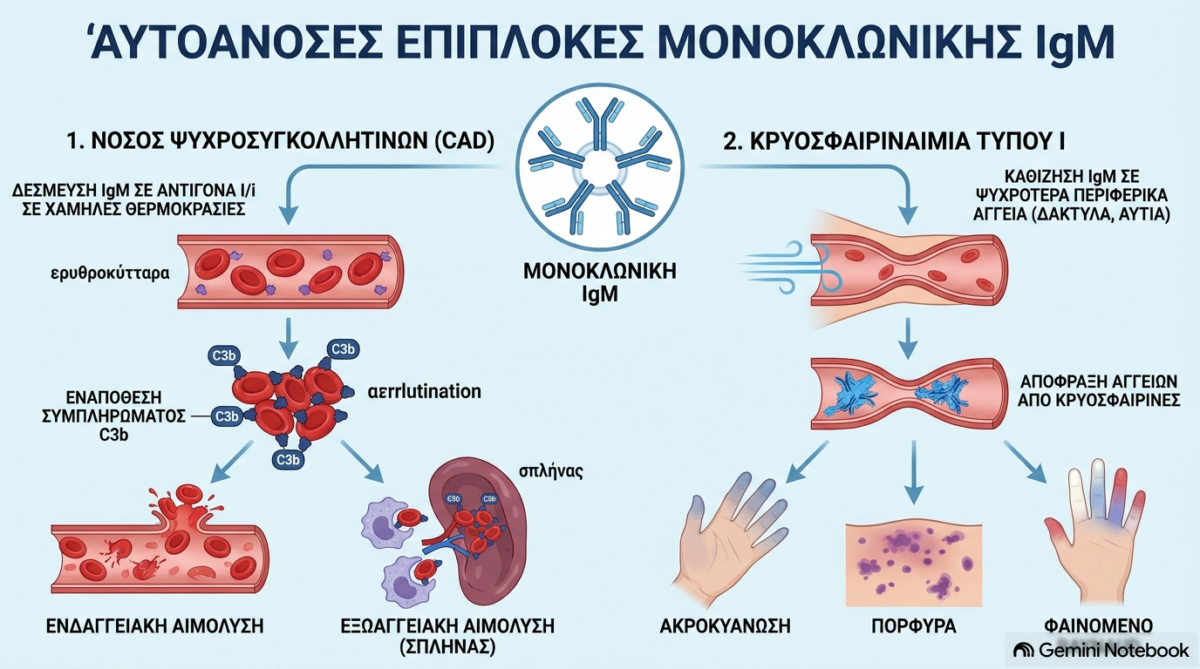 ‘ΑΥΤΟΑΝΟΣΕΣ ΕΠΙΠΛΟΚΕΣ ΜΟΝΟΚΛΩΝΙΚΗΣ IgM
1. ΝΟΣΟΣ ΨΥΧΡΟΣΥΓΚΟΛΛΗΤΙΝΩΝ (CAD)
ΔΕΣΜΕΥΣΗ IgM ΣΕ ΑΝΤΙΓΟΝΑ I/i
ΣΕ ΧΑΜΗΛΕΣ ΘΕΡΜΟΚΡΑΣΙΕΣ
ερυθροκύτταρα
C3b
C3b
αεrrlutination
ΕΝΑΠΟΘΕΣΗ
ΣΥΜΠΛΗΡΩΜΑΤΟΣ
C3b
C3b
C3b
σπλήνας
ΕΝΔΑΓΓΕΙΑΚΗ ΑΙΜΟΛΥΣΗ
ΕΞΩΑΓΓΕΙΑΚΗ ΑΙΜΟΛΥΣΗ
(ΣΠΛΗΝΑΣ)
ΜΟΝΟΚΛΩΝΙΚΗ
IgM
2. ΚΡΥΟΣΦΑΙΡΙΝΑΙΜΙΑ ΤΥΠΟΥ Ι
ΚΑΘΙΖΗΣΗ IgM ΣΕ
ΨΥΧΡΟΤΕΡΑ ΠΕΡΙΦΕΡΙΚΑ
ΑΓΓΕΙΑ (ΔΑΚΤΥΛΑ, ΑΥΤΙΑ)
ΑΠΟΦΡΑΞΗ ΑΓΓΕΙΩΝ
ΑΠΟ ΚΡΥΟΣΦΑΙΡΙΝΕΣ
ΑΚΡΟΚΥΑΝΩΣΗ
ΠΟΡΦΥΡΑ
ΦΑΙΝΟΜΕΝΟ
Gemini Notebook